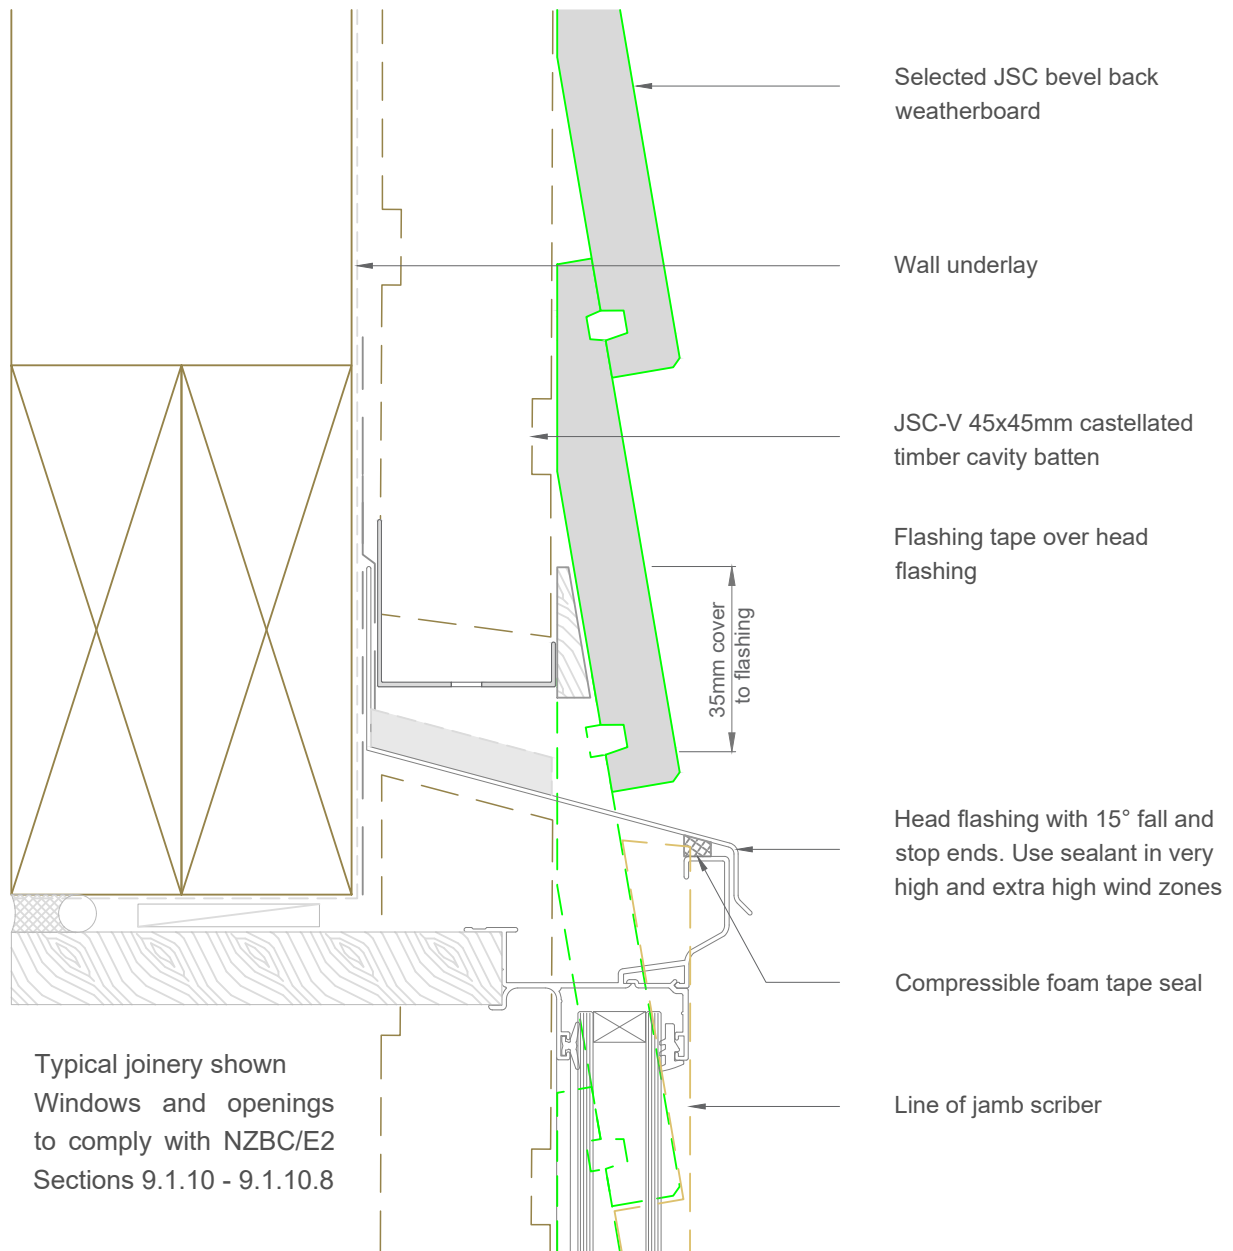 Selected JSC bevel back
weatherboard
Wall underlay
JSC-V 45x45mm castellated
timber cavity batten
Flashing tape over head
flashing
35mm cover
to flashing
Head flashing with 15° fall and
stop ends. Use sealant in very
high and extra high wind zones
Compressible foam tape seal
Line of jamb scriber
Typical joinery shown
Windows and openings
to comply with NZBC/E2
Sections 9.1.10 - 9.1.10.8